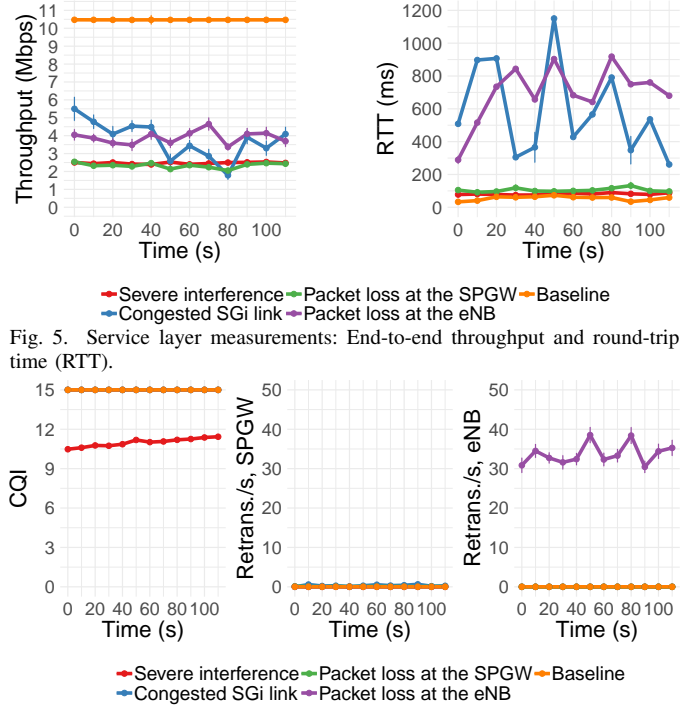 Throughput (Mbps)
11
10
9
8
7
6
5
4
3
2
1
0
0 20 40 60 80 100
Time (s)
RTT (ms)
1200
1000
800
600
400
200
0
0 20 40 60 80 100
Time (s)
Severe interference Packet loss at the SPGW Baseline
Congested SGi link Packet loss at the eNB
Fig. 5. Service layer measurements: End-to-end throughput and round-trip
time (RTT).
CQI
15
12
9
6
3
0
0 20 40 60 80 100
Time (s)
Retrans./s, SPGW
50
40
30
20
10
0
0 20 40 60 80 100
Time (s)
Retrans./s, eNB
50
40
30
20
10
0
0 20 40 60 80 100
Time (s)
Severe interference Packet loss at the SPGW Baseline
Congested SGi link Packet loss at the eNB